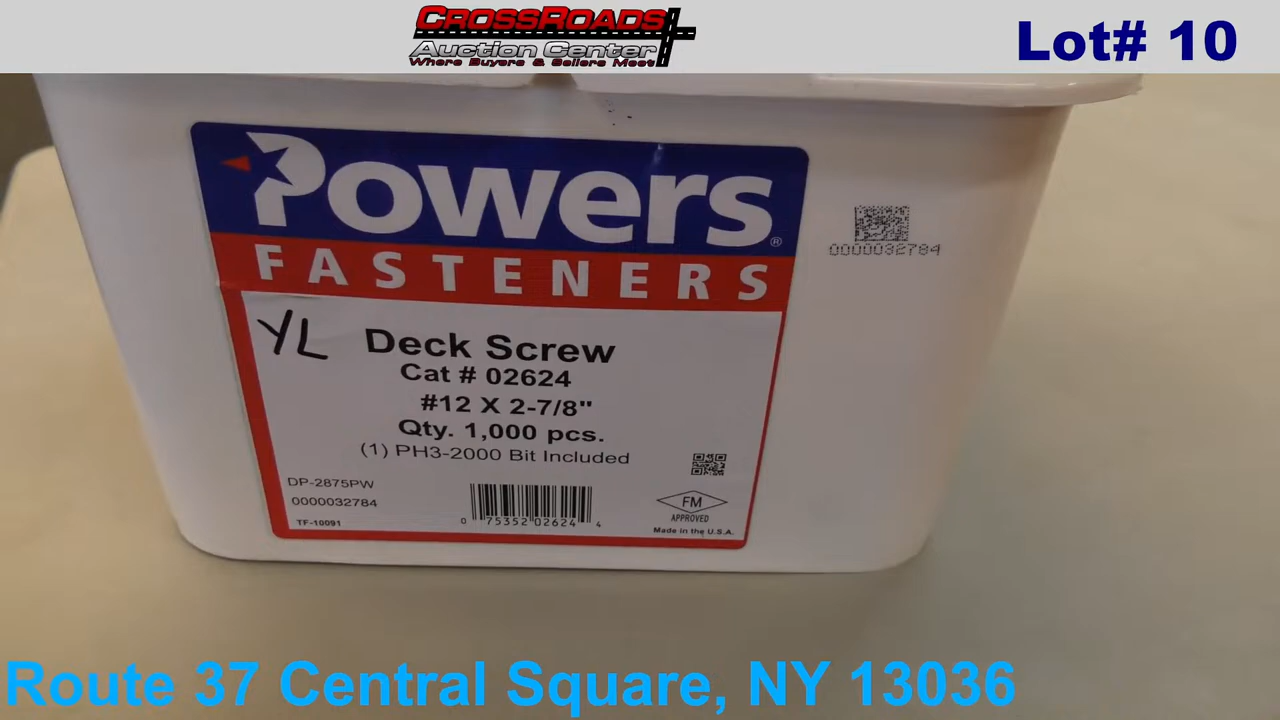 CROSSROADS
Auction Center
Where Buyers & Sellers Meet
Lot# 10
Powers®
FASTENERS
0000032784
YL
Deck Screw
Cat # 02624
#12 X 2-7/8"
Qty. 1,000 pcs.
(1) PH3-2000 Bit Included
DP-2875PW
0000032784
TF-10091
0 75352 02624 4
FM
APPROVED
Made in the U.S.A.
Route 37 Central Square, NY 13036